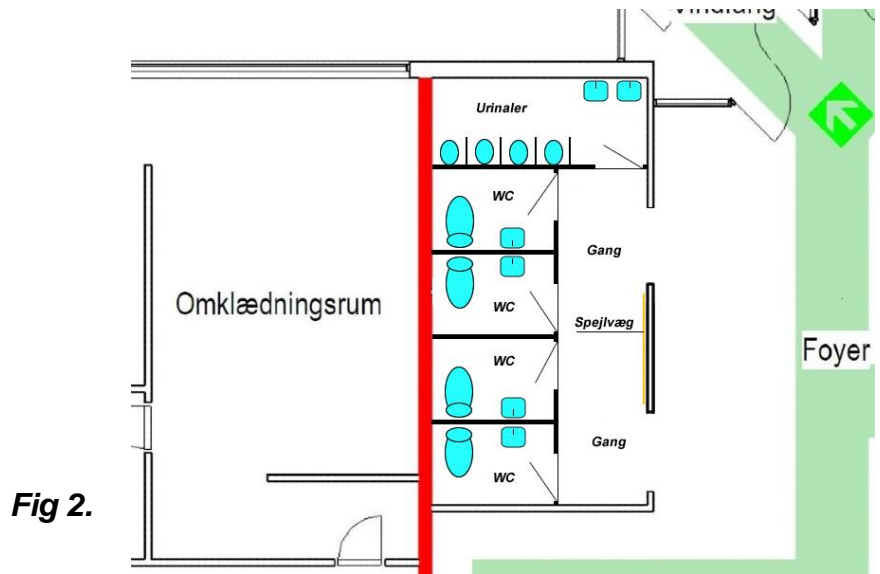 Urinaler
WC
Gang
Omklædningsrum
WC
Spejlvæg
Foyer
WC
Gang
WC
Fig 2.